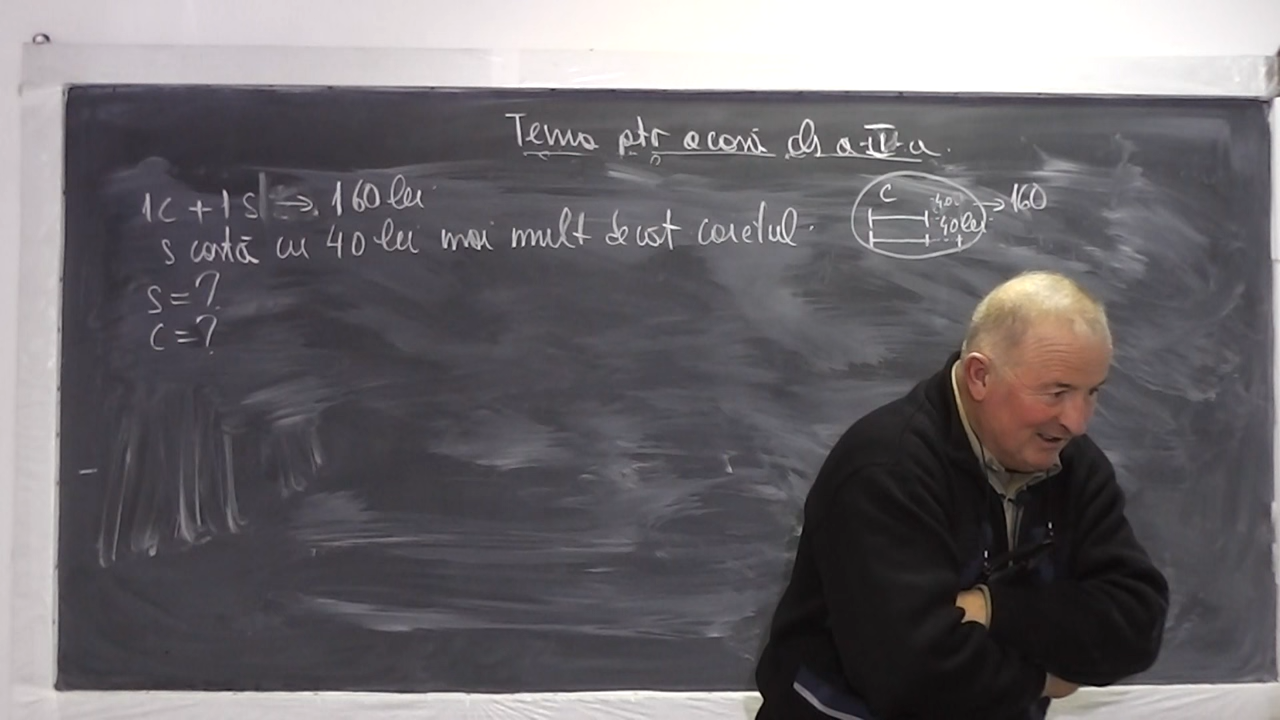 Tema ptr acasă cls a-II-a.
1C + 1S → 160 lei
S costă cu 40 lei mai mult decât caietul.
S = ?
C = ?
C
40
→ 160
40 lei